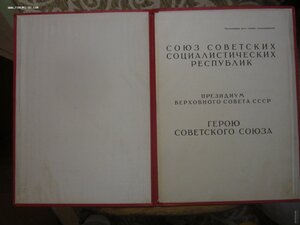 СОЮЗ СОВЕТСКИХ
СОЦИАЛИСТИЧЕСКИХ
РЕСПУБЛИК
ПРЕЗИДИУМ
ВЕРХОВНОГО СОВЕТА СССР
ГЕРОЮ
СОВЕТСКОГО СОЮЗА